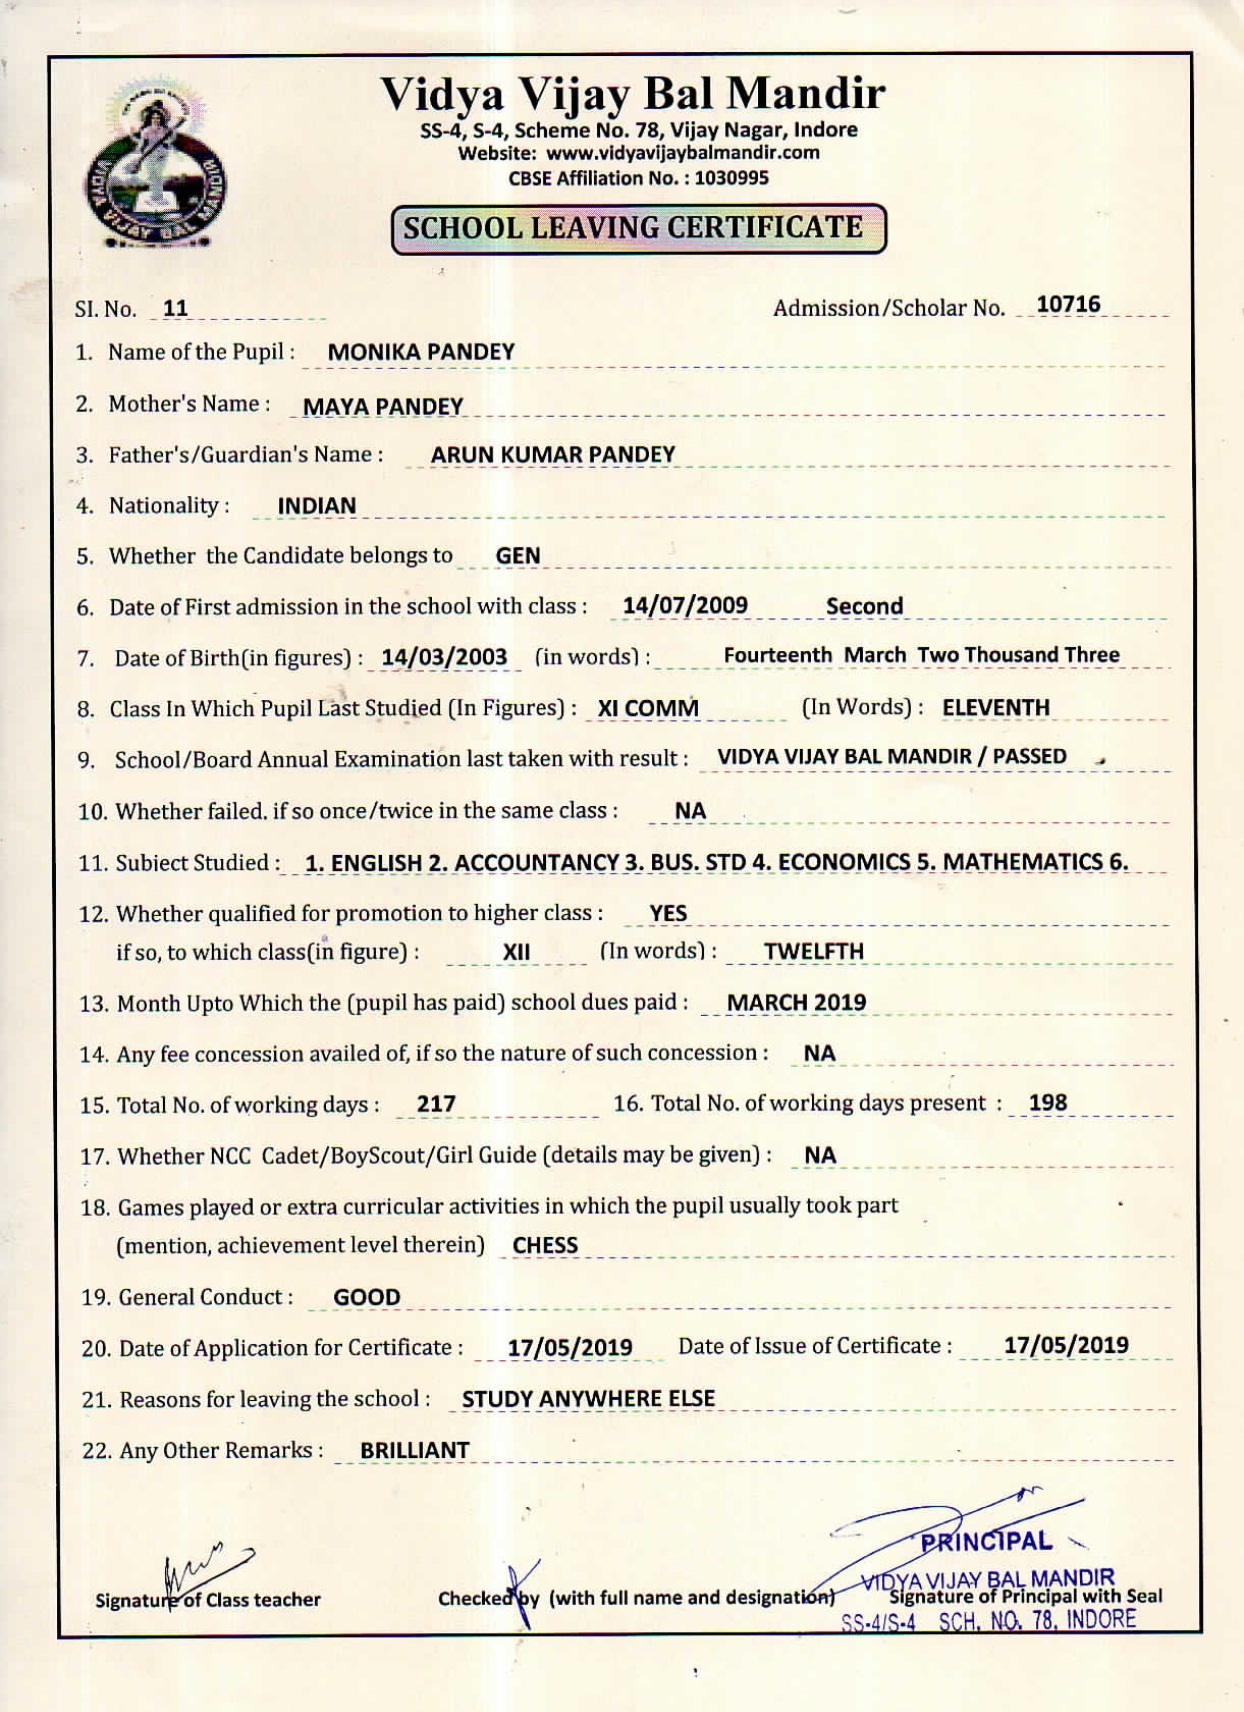 Vidya Vijay Bal Mandir
SS-4, S-4, Scheme No. 78, Vijay Nagar, Indore
Website: www.vidyavijaybalmandir.com
CBSE Affiliation No. : 1030995
VIDYA VIJAY BAL MANDIR
SCHOOL LEAVING CERTIFICATE
SI. No. 11 Admission/Scholar No. 10716
1. Name of the Pupil : MONIKA PANDEY
2. Mother's Name : MAYA PANDEY
3. Father's/Guardian's Name : ARUN KUMAR PANDEY
4. Nationality : INDIAN
5. Whether the Candidate belongs to GEN
6. Date of First admission in the school with class : 14/07/2009 Second
7. Date of Birth(in figures) : 14/03/2003 (in words) : Fourteenth March Two Thousand Three
8. Class In Which Pupil Last Studied (In Figures) : XI COMM (In Words) : ELEVENTH
9. School/Board Annual Examination last taken with result : VIDYA VIJAY BAL MANDIR / PASSED
10. Whether failed. if so once/twice in the same class : NA
11. Subject Studied : 1. ENGLISH 2. ACCOUNTANCY 3. BUS. STD 4. ECONOMICS 5. MATHEMATICS 6.
12. Whether qualified for promotion to higher class : YES
if so, to which class(in figure) : XII (In words) : TWELFTH
13. Month Upto Which the (pupil has paid) school dues paid : MARCH 2019
14. Any fee concession availed of, if so the nature of such concession : NA
15. Total No. of working days : 217 16. Total No. of working days present : 198
17. Whether NCC Cadet/BoyScout/Girl Guide (details may be given) : NA
18. Games played or extra curricular activities in which the pupil usually took part
(mention, achievement level therein) CHESS
19. General Conduct : GOOD
20. Date of Application for Certificate : 17/05/2019 Date of Issue of Certificate : 17/05/2019
21. Reasons for leaving the school : STUDY ANYWHERE ELSE
22. Any Other Remarks : BRILLIANT
PRINCIPAL
VIDYA VIJAY BAL MANDIR
Signature of Class teacher Checked by (with full name and designation) Signature of Principal with Seal
SS-4/S-4 SCH. NO. 78, INDORE